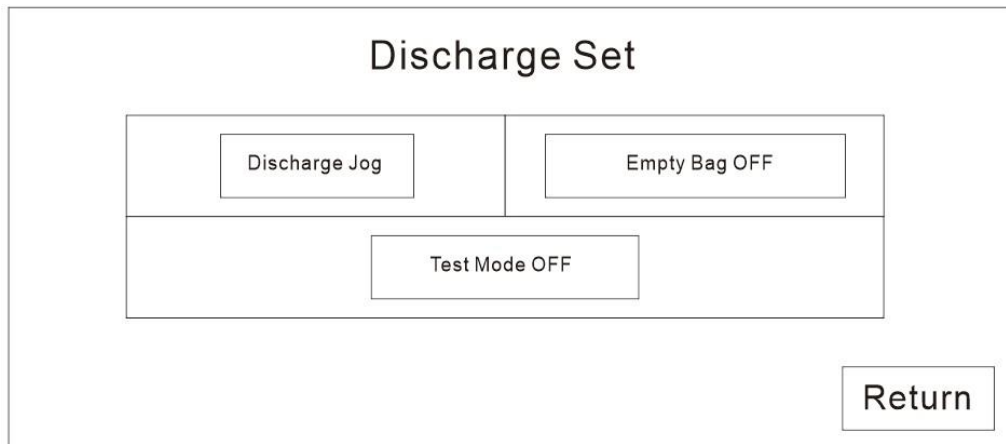 Discharge Set
Discharge Jog
Empty Bag OFF
Test Mode OFF
Return